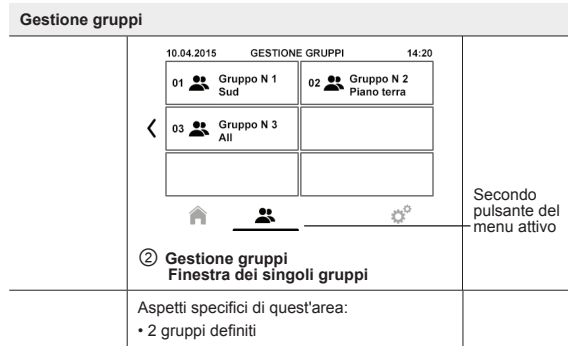 Gestione gruppi
10.04.2015 GESTIONE GRUPPI 14:20
01 Gruppo N 1
Sud
02 Gruppo N 2
Piano terra
03 Gruppo N 3
All
Secondo
pulsante del
menu attivo
② Gestione gruppi
Finestra dei singoli gruppi
Aspetti specifici di quest'area:
• 2 gruppi definiti